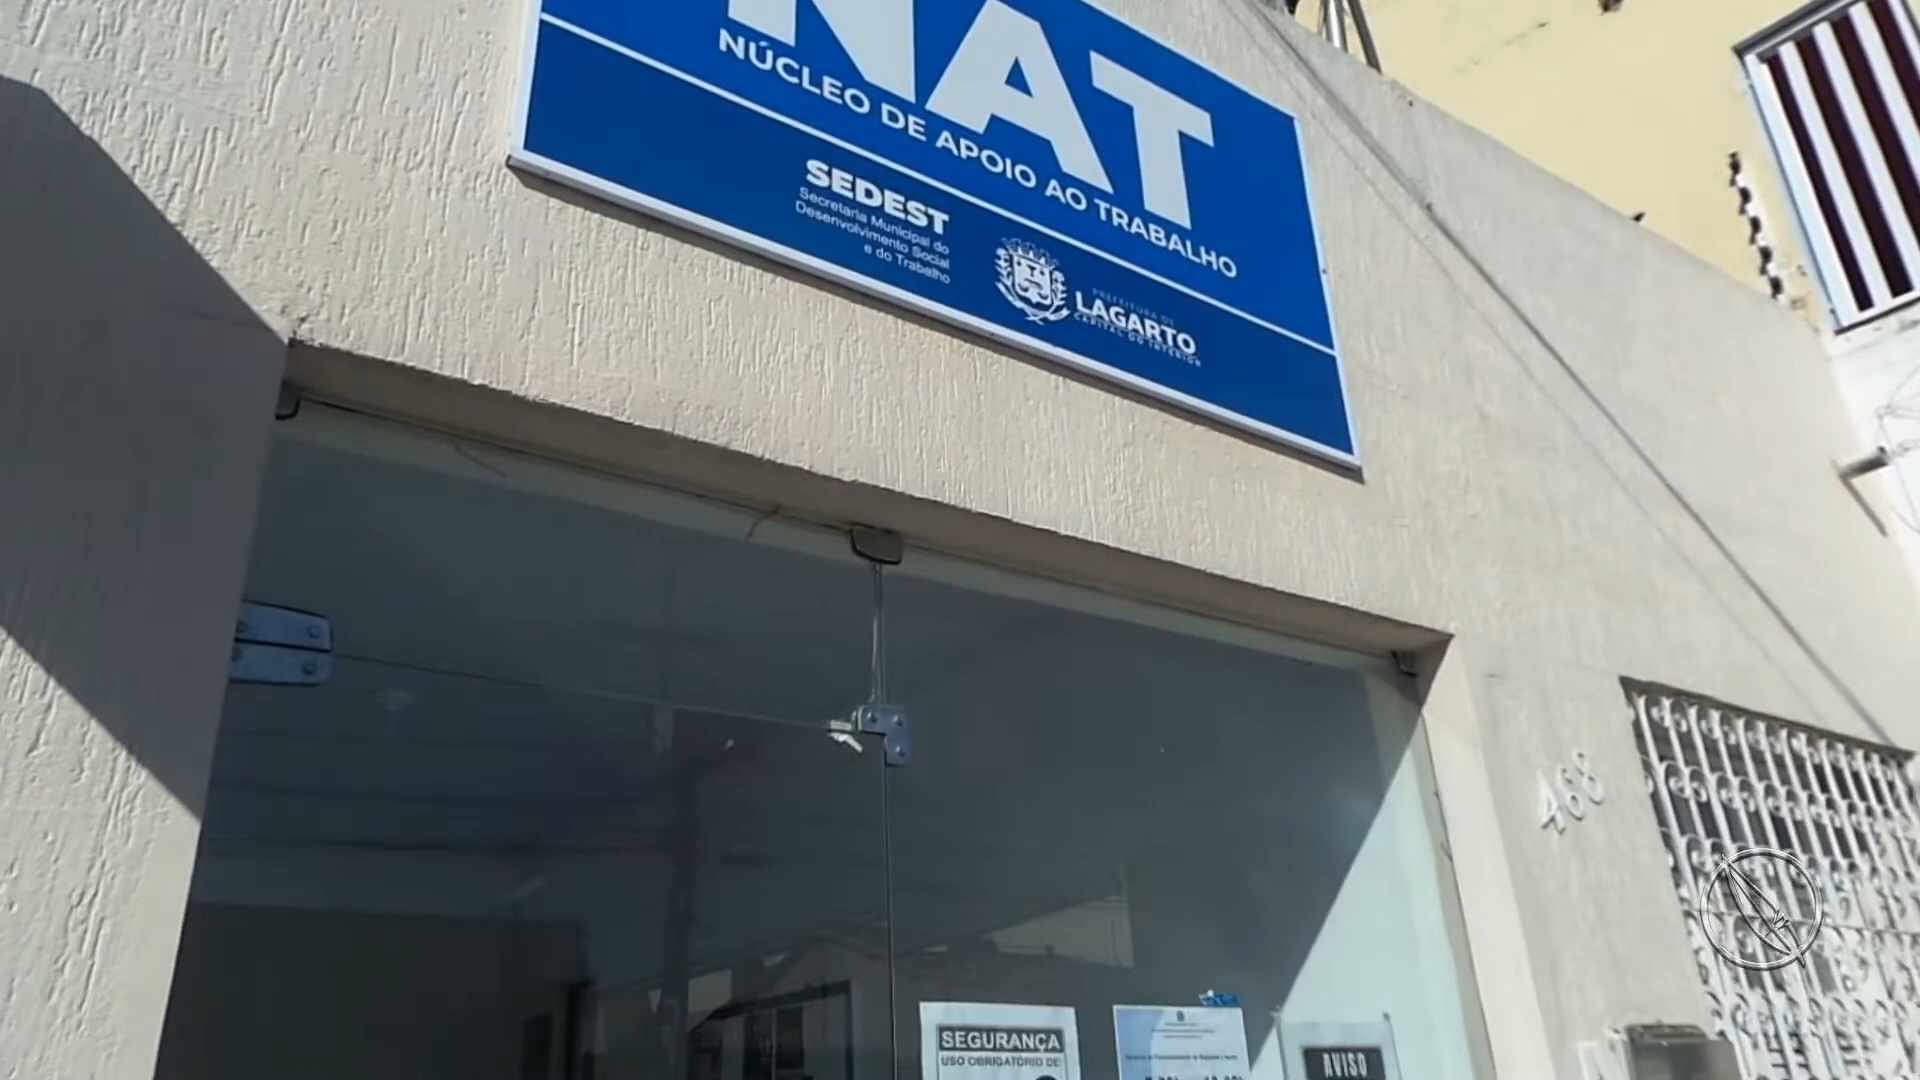 NAT
NÚCLEO DE APOIO AO TRABALHO
SEDEST
Secretaria Municipal do
Desenvolvimento Social
e do Trabalho
PREFEITURA DE
LAGARTO
CAPITAL DO INTERIOR
468
SEGURANÇA
USO OBRIGATÓRIO DE:
AVISO